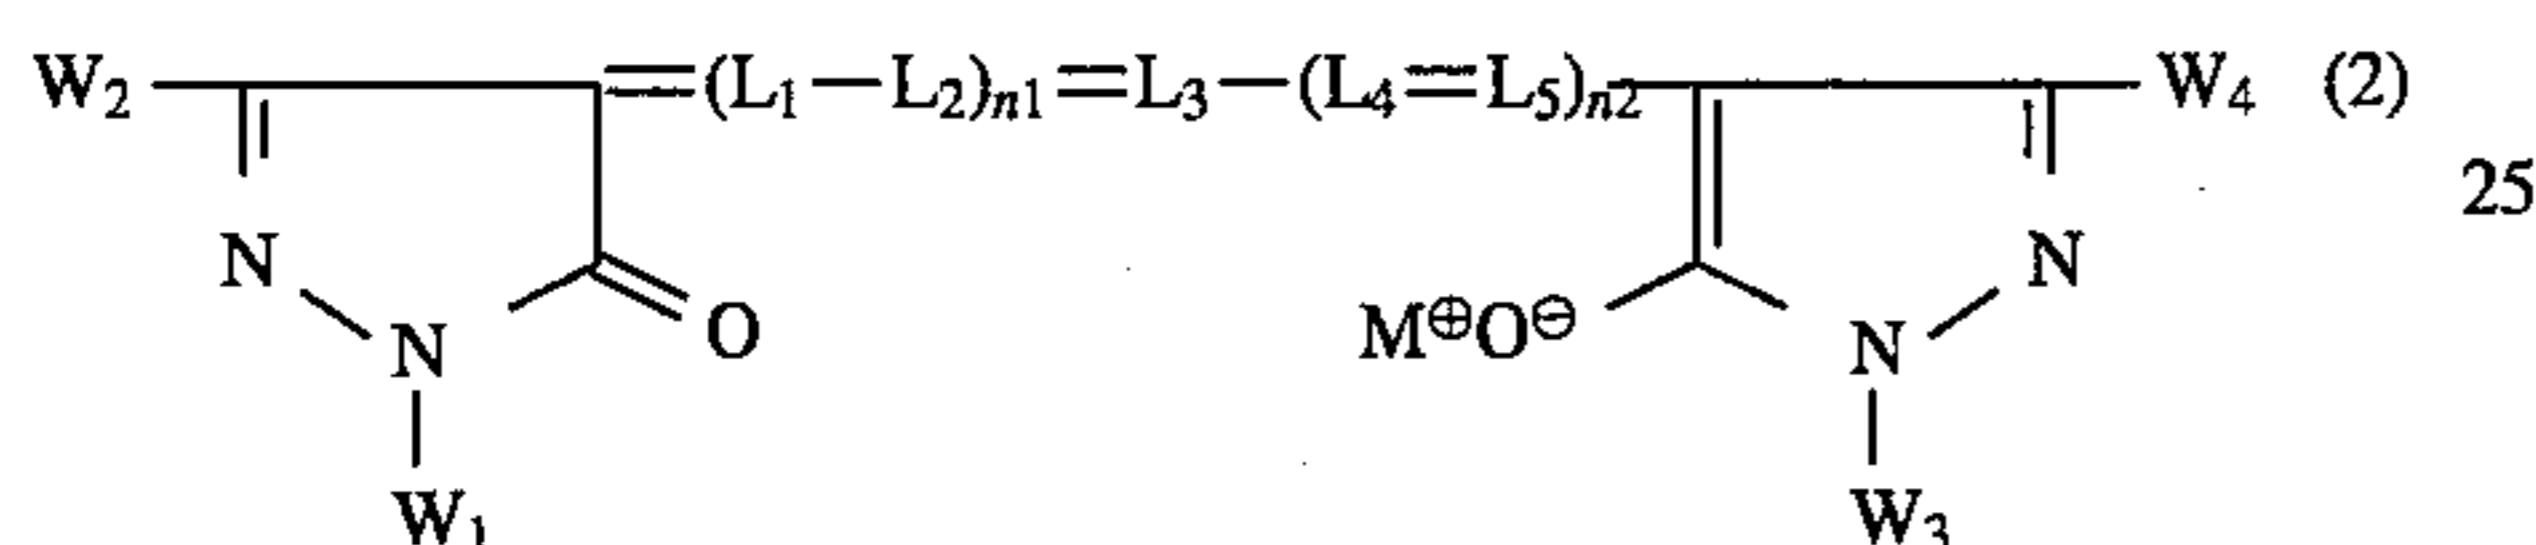 W₂ =(L₁—L₂)ₙ₁=L₃—(L₄=L₅)ₙ₂ W₄ (2)
25
N N
M⊕O⊖
O
N N
W₁ W₃